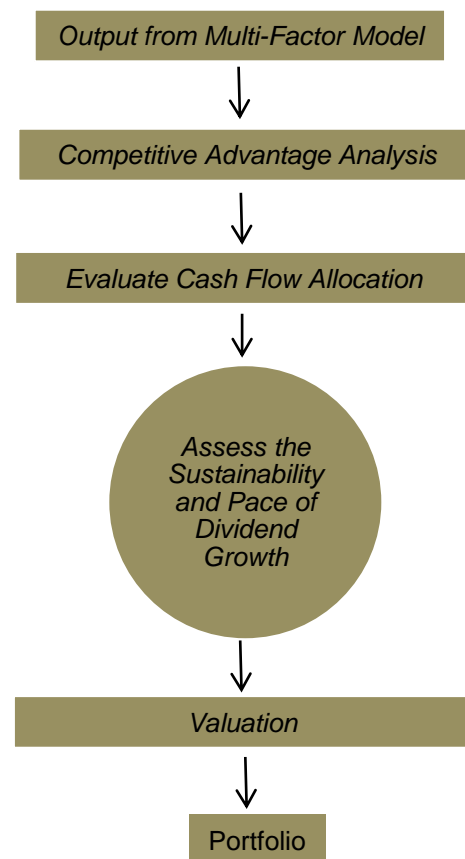 Output from Multi-Factor Model
Competitive Advantage Analysis
Evaluate Cash Flow Allocation
Assess the
Sustainability
and Pace of
Dividend
Growth
Valuation
Portfolio